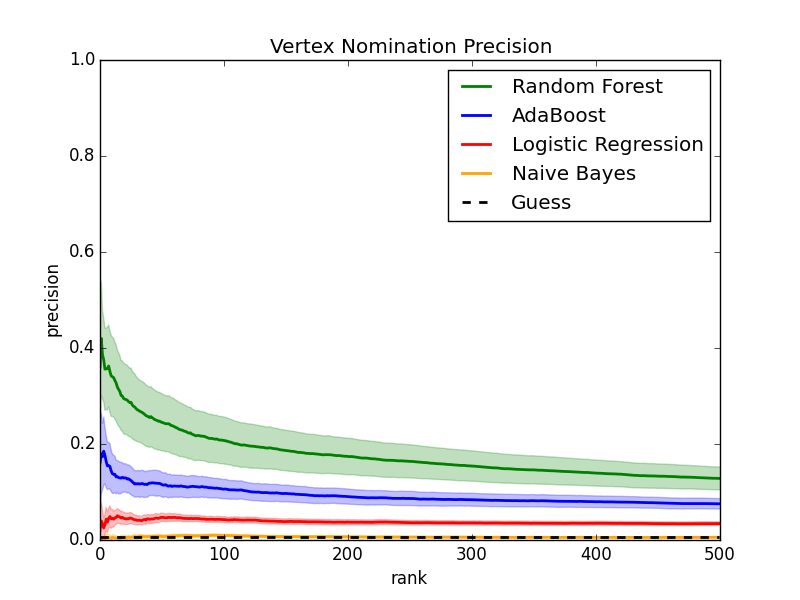 Vertex Nomination Precision
1.0
0.8
0.6
0.4
0.2
0.0
precision
Random Forest
AdaBoost
Logistic Regression
Naive Bayes
Guess
0
100
200
300
400
500
rank